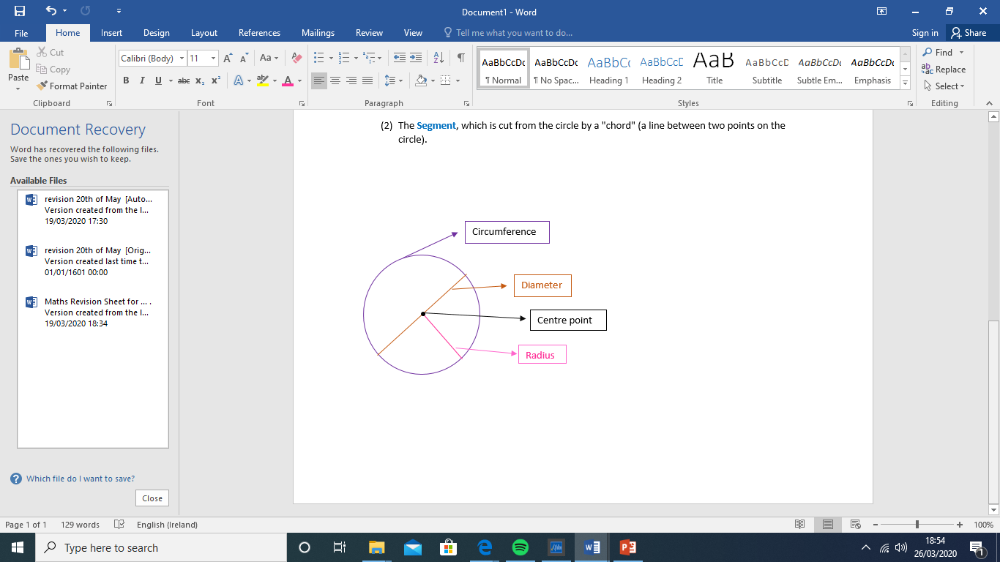 Document1 - Word
File Home Insert Design Layout References Mailings Review View Tell me what you want to do... Sign in Share
Paste
Cut
Copy
Format Painter
Clipboard
Calibri (Body) 11
B I U abc X₂ X²
Font
Paragraph
AaBbCcDc AaBbCcDc AaBbCc AaBbCcD AaB AaBbCcD AaBbCcDc AaBbCcDc
¶ Normal ¶ No Spac... Heading 1 Heading 2 Title Subtitle Subtle Em... Emphasis
Styles
Find
Replace
Select
Editing
Document Recovery
Word has recovered the following files.
Save the ones you wish to keep.
Available Files
revision 20th of May [Auto...
Version created from the l...
19/03/2020 17:30
revision 20th of May [Orig...
Version created last time t...
01/01/1601 00:00
Maths Revision Sheet for ... .
Version created from the l...
19/03/2020 18:34
Which file do I want to save?
Close
(2) The Segment, which is cut from the circle by a "chord" (a line between two points on the
circle).
Circumference
Diameter
Centre point
Radius
Page 1 of 1 129 words English (Ireland) 100%
Type here to search
18:54
26/03/2020
1